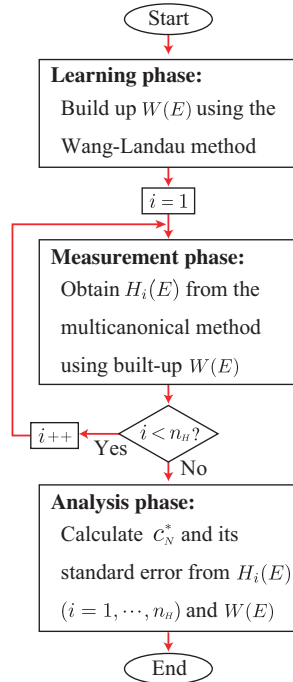 Start
Learning phase:
Build up W(E) using the
Wang-Landau method
i = 1
Measurement phase:
Obtain H_i(E) from the
multicanonical method
using built-up W(E)
i < n_H?
i++
Yes
No
Analysis phase:
Calculate c_N^* and its
standard error from H_i(E)
(i = 1, ⋯, n_H) and W(E)
End